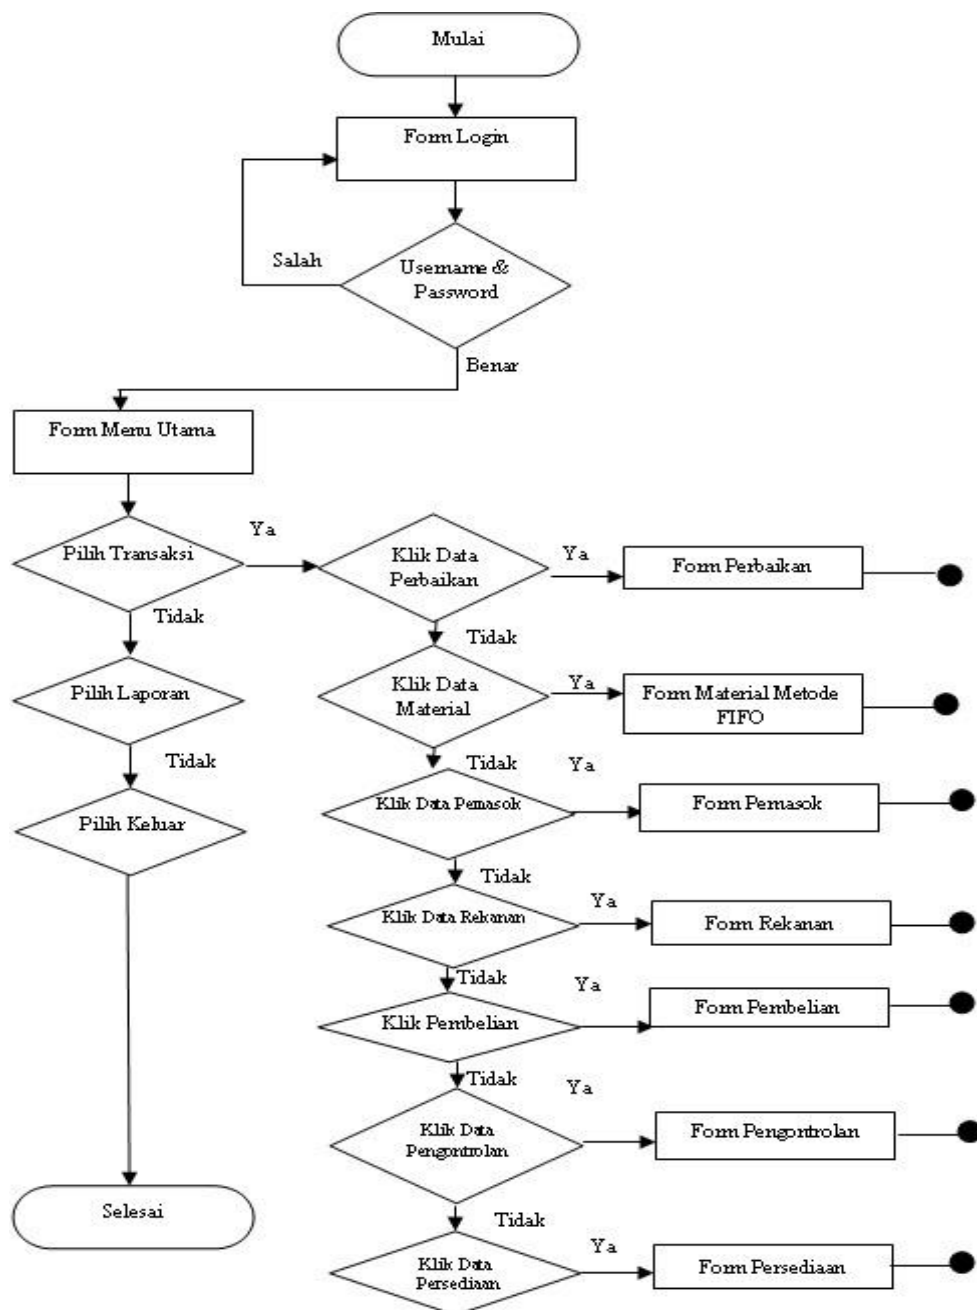 Mulai
Form Login
Salah
Username &
Password
Benar
Form Menu Utama
Pilih Transaksi
Ya
Klik Data
Perbaikan
Ya
Form Perbaikan
Tidak
Tidak
Pilih Laporan
Klik Data
Material
Ya
Form Material Metode
FIFO
Tidak
Tidak
Ya
Klik Data Pemasok
Form Pemasok
Pilih Keluar
Tidak
Klik Data Rekanan
Ya
Form Rekanan
Tidak
Ya
Klik Pembelian
Form Pembelian
Tidak
Ya
Klik Data
Pengontrolan
Form Pengontrolan
Selesai
Tidak
Ya
Klik Data
Persediaan
Form Persediaan